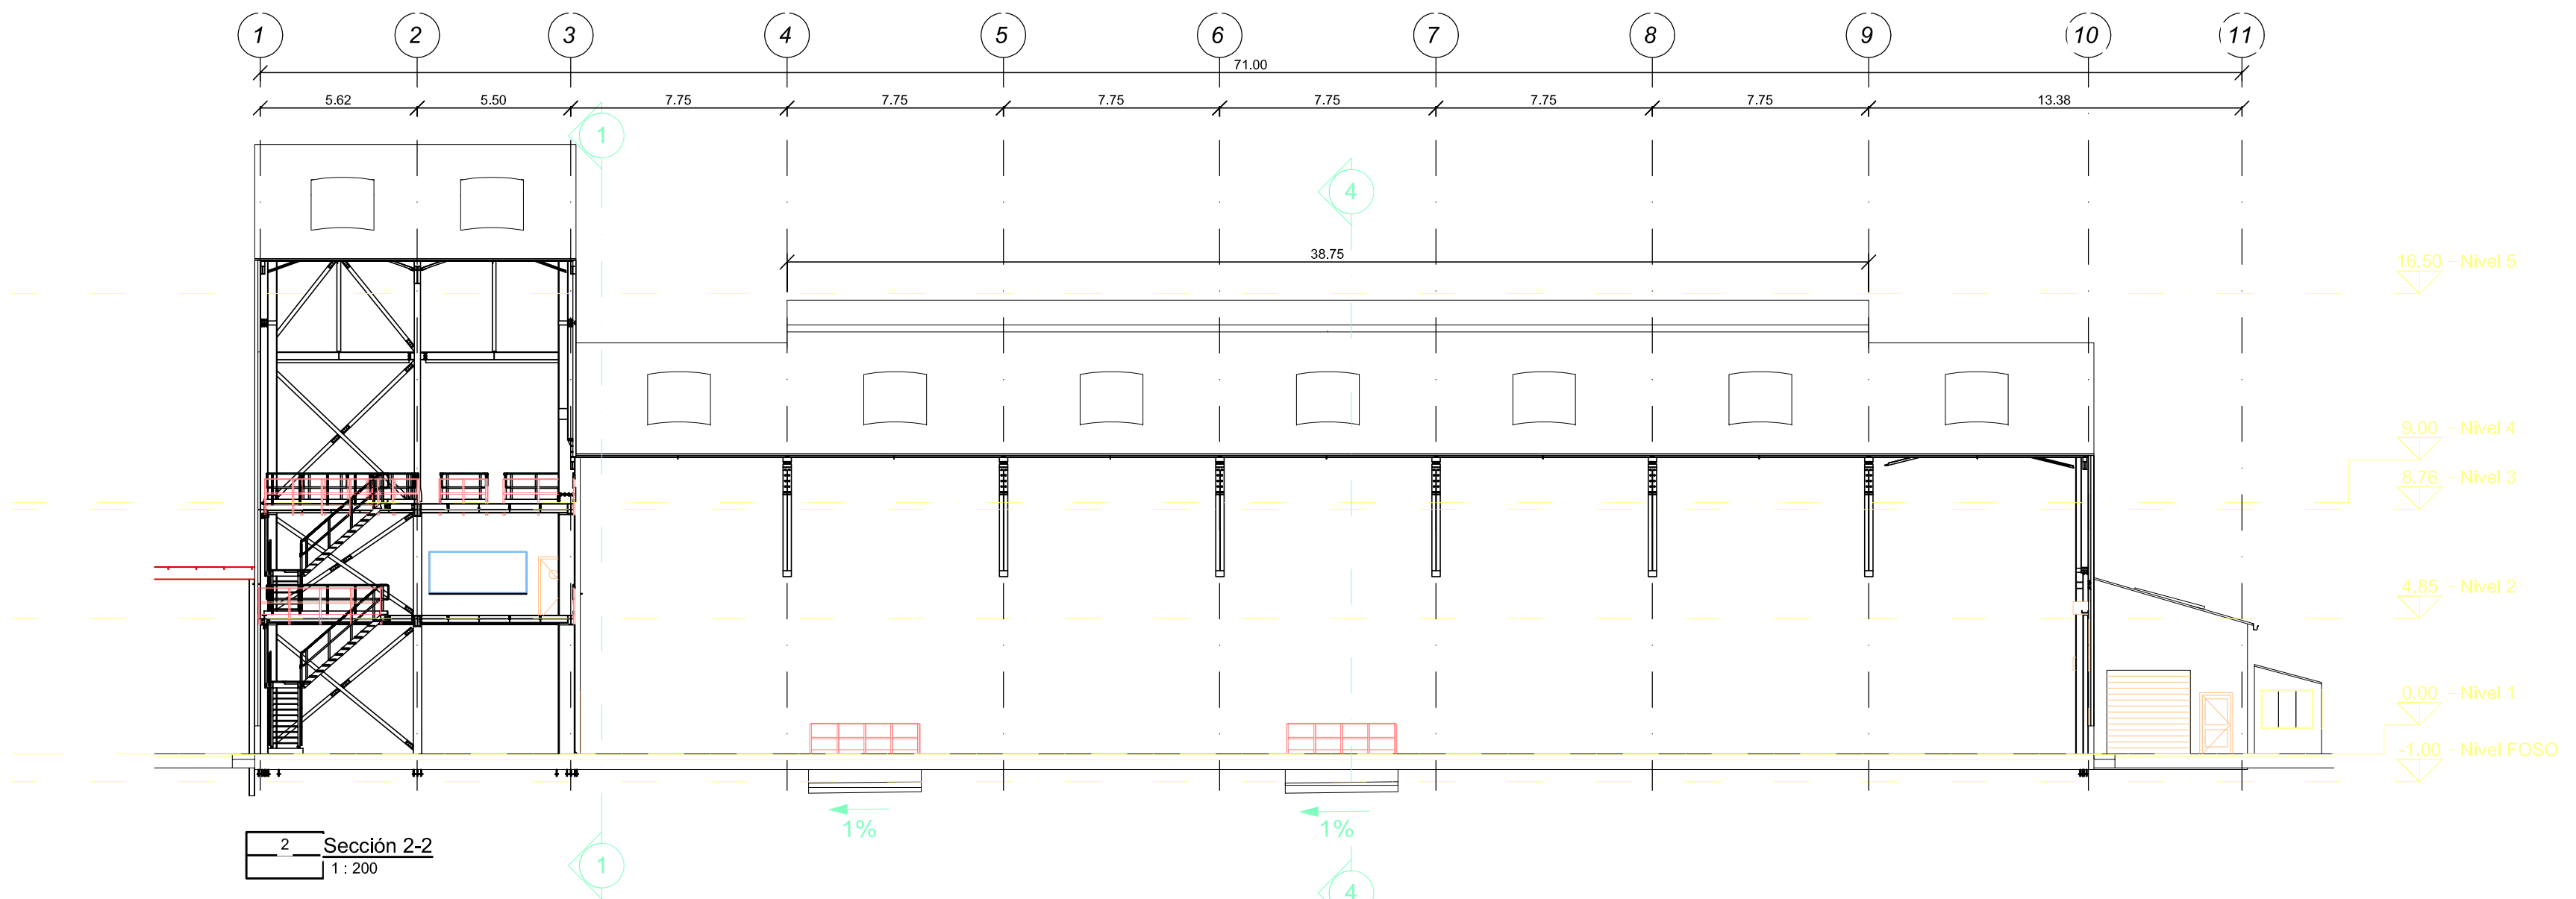 1 2 3 4 5 6 7 8 9 10 11
71.00
5.62 5.50 7.75 7.75 7.75 7.75 7.75 7.75 13.38
1
4
38.75
16.50 - Nivel 5
9.00 - Nivel 4
8.76 - Nivel 3
4.85 - Nivel 2
0.00 - Nivel 1
-1.00 - Nivel FOSO
1% 1%
2 Sección 2-2
1 : 200
1
4